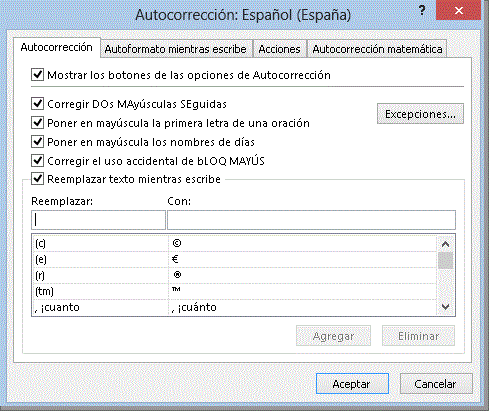 Autocorrección: Español (España)
? ×
Autocorrección Autoformato mientras escribe Acciones Autocorrección matemática
Mostrar los botones de las opciones de Autocorrección
Corregir DOs MAyúsculas SEguidas
Excepciones...
Poner en mayúscula la primera letra de una oración
Poner en mayúscula los nombres de días
Corregir el uso accidental de bLOQ MAYÚS
Reemplazar texto mientras escribe
Reemplazar: Con:
(c) ©
(e) €
(r) ®
(tm) ™
, ¡cuanto , ¡cuánto
Agregar Eliminar
Aceptar Cancelar